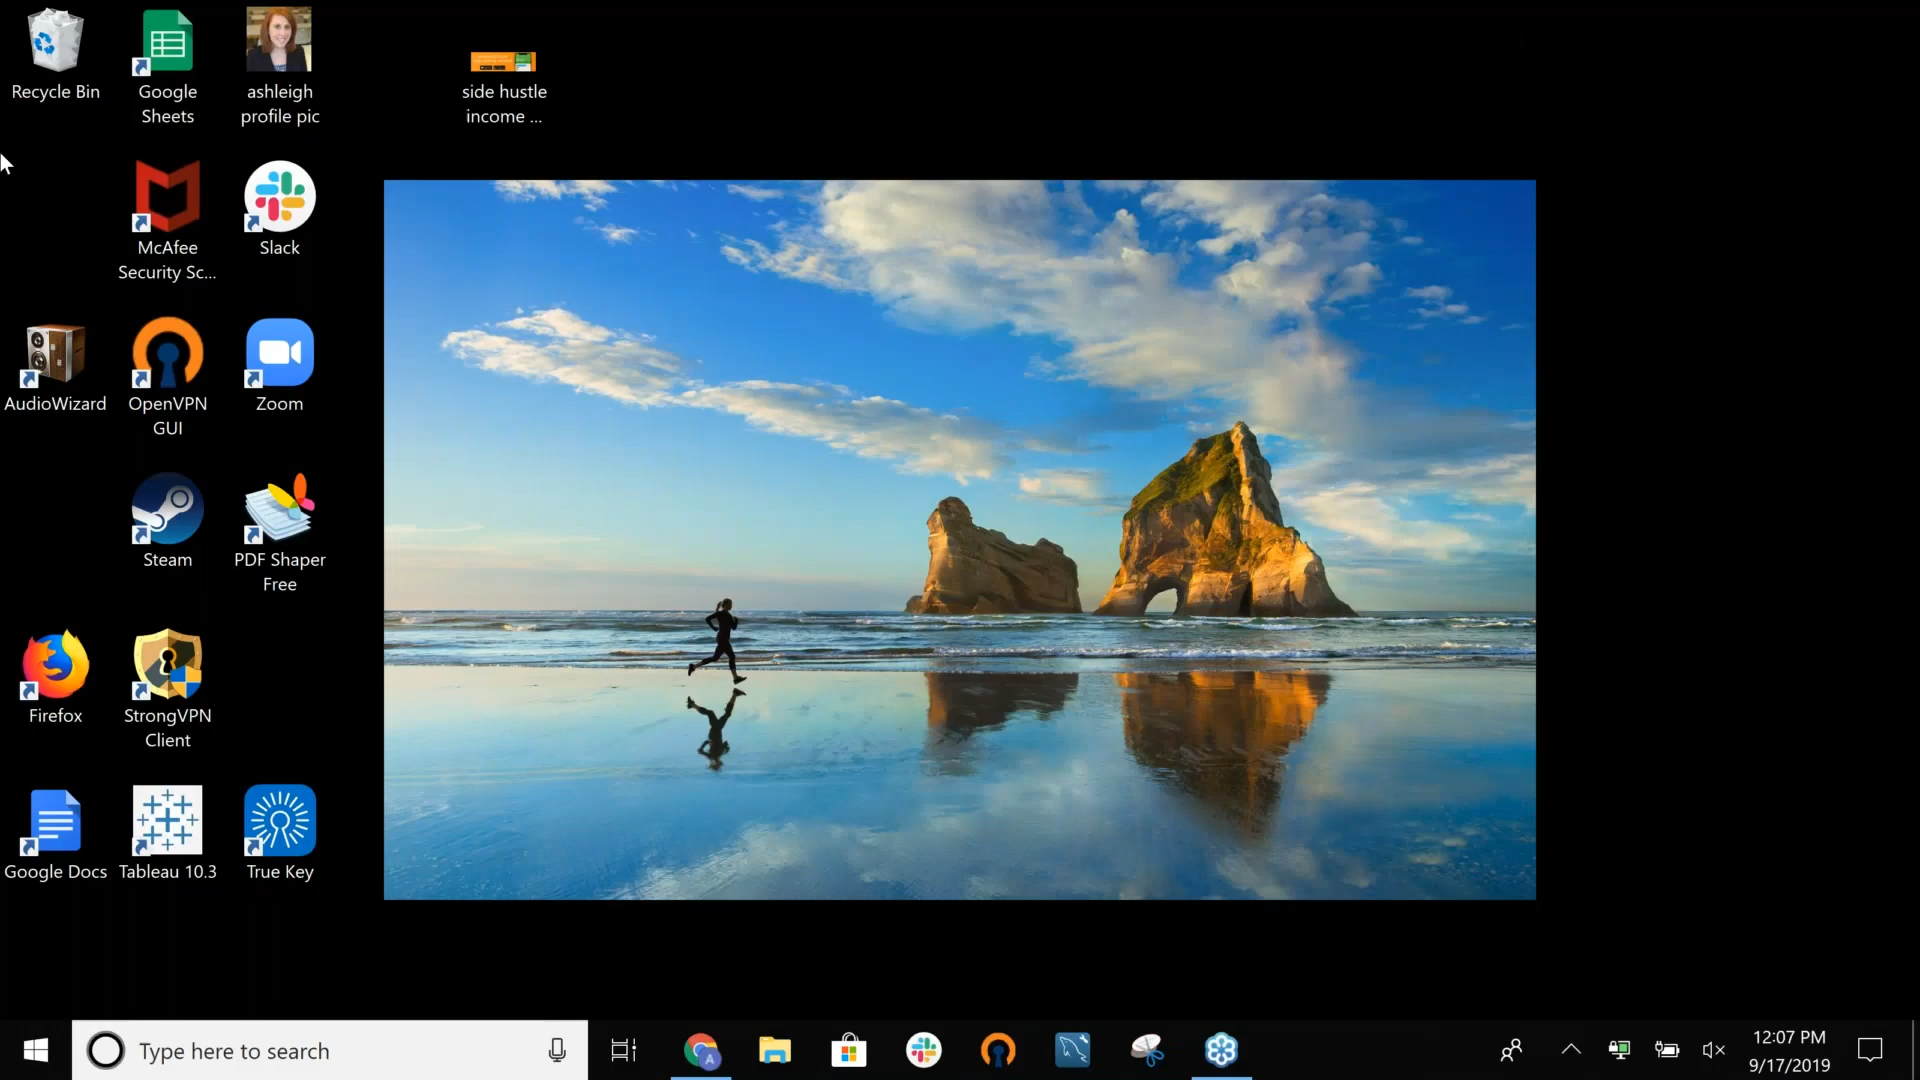 Recycle Bin
Google
Sheets
ashleigh
profile pic
side hustle
income ...
McAfee
Security Sc...
Slack
AudioWizard
OpenVPN
GUI
Zoom
Steam
PDF Shaper
Free
Firefox
StrongVPN
Client
Google Docs
Tableau 10.3
True Key
Type here to search
A
12:07 PM
9/17/2019